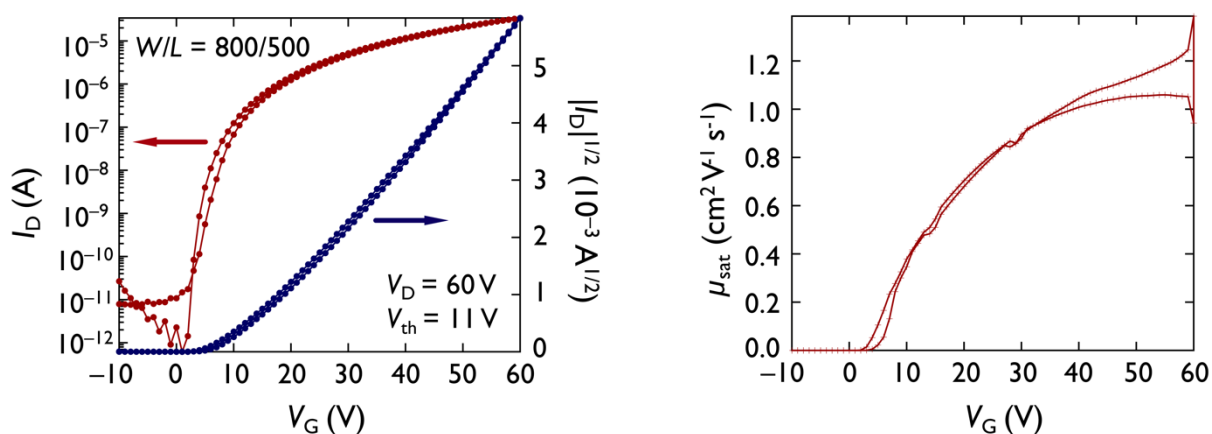 10⁻⁵
10⁻⁶
10⁻⁷
10⁻⁸
10⁻⁹
10⁻¹⁰
10⁻¹¹
10⁻¹²
I_D (A)
W/L = 800/500
V_D = 60 V
V_th = 11 V
5
4
3
2
1
0
|I_D|^1/2 (10⁻³ A^1/2)
−10 0 10 20 30 40 50 60
V_G (V)
1.2
1.0
0.8
0.6
0.4
0.2
0.0
μ_sat (cm² V⁻¹ s⁻¹)
−10 0 10 20 30 40 50 60
V_G (V)